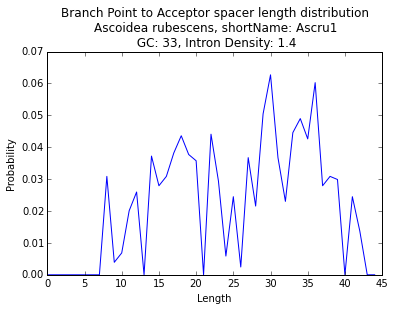 Branch Point to Acceptor spacer length distribution
Ascoidea rubescens, shortName: Ascru1
GC: 33, Intron Density: 1.4
0.07
0.06
0.05
0.04
0.03
0.02
0.01
0.00
Probability
0 5 10 15 20 25 30 35 40 45
Length